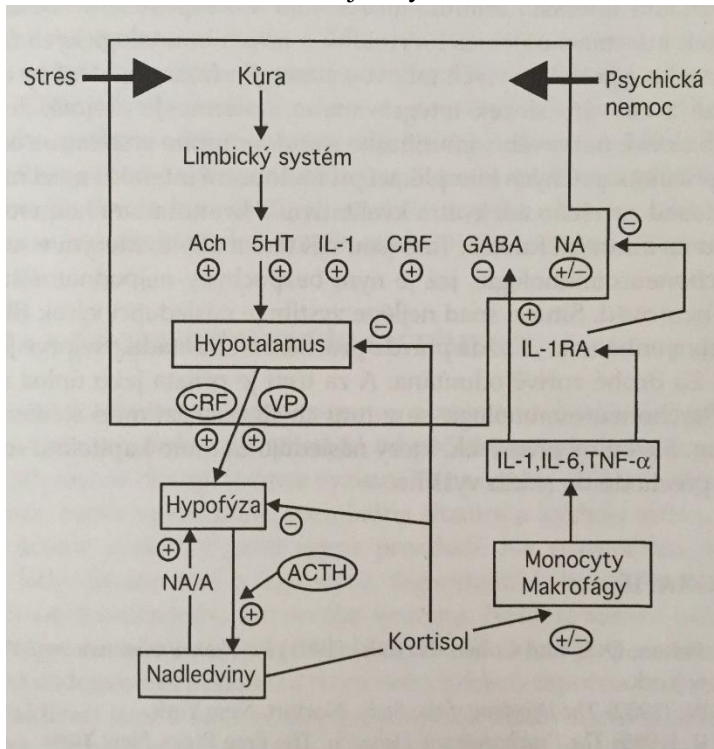 Stres
Kůra
Psychická
nemoc
Limbický systém
Ach 5HT IL-1 CRF GABA NA
+ + + + - +/-
-
+
Hypotalamus
-
IL-1RA
CRF VP
+ +
IL-1, IL-6, TNF-α
Hypofýza
-
+
ACTH
NA/A
+
Monocyty
Makrofágy
Kortisol
+/-
Nadledviny